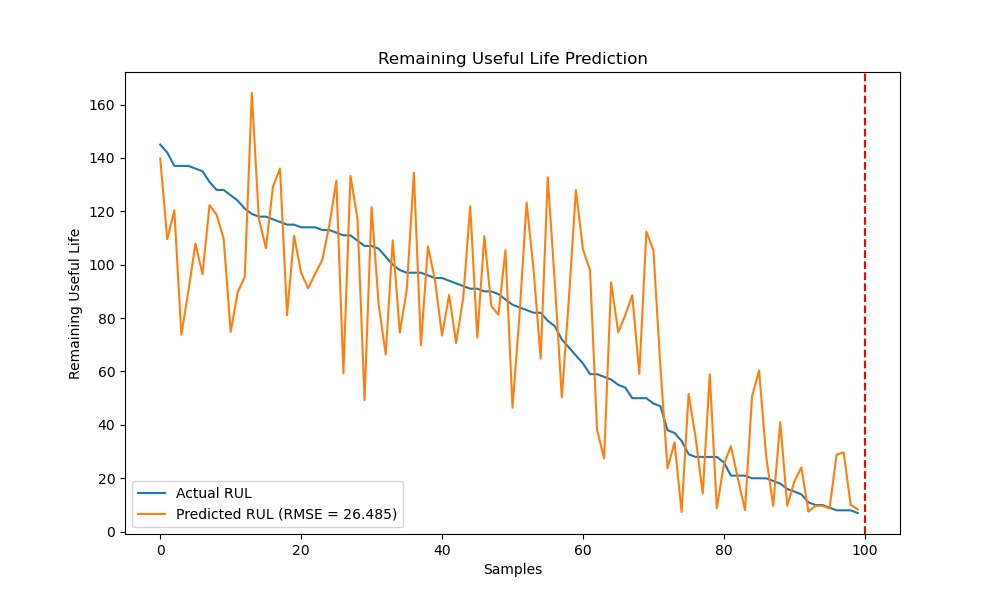 Remaining Useful Life Prediction
Remaining Useful Life
160
140
120
100
80
60
40
20
0
Actual RUL
Predicted RUL (RMSE = 26.485)
0 20 40 60 80 100
Samples